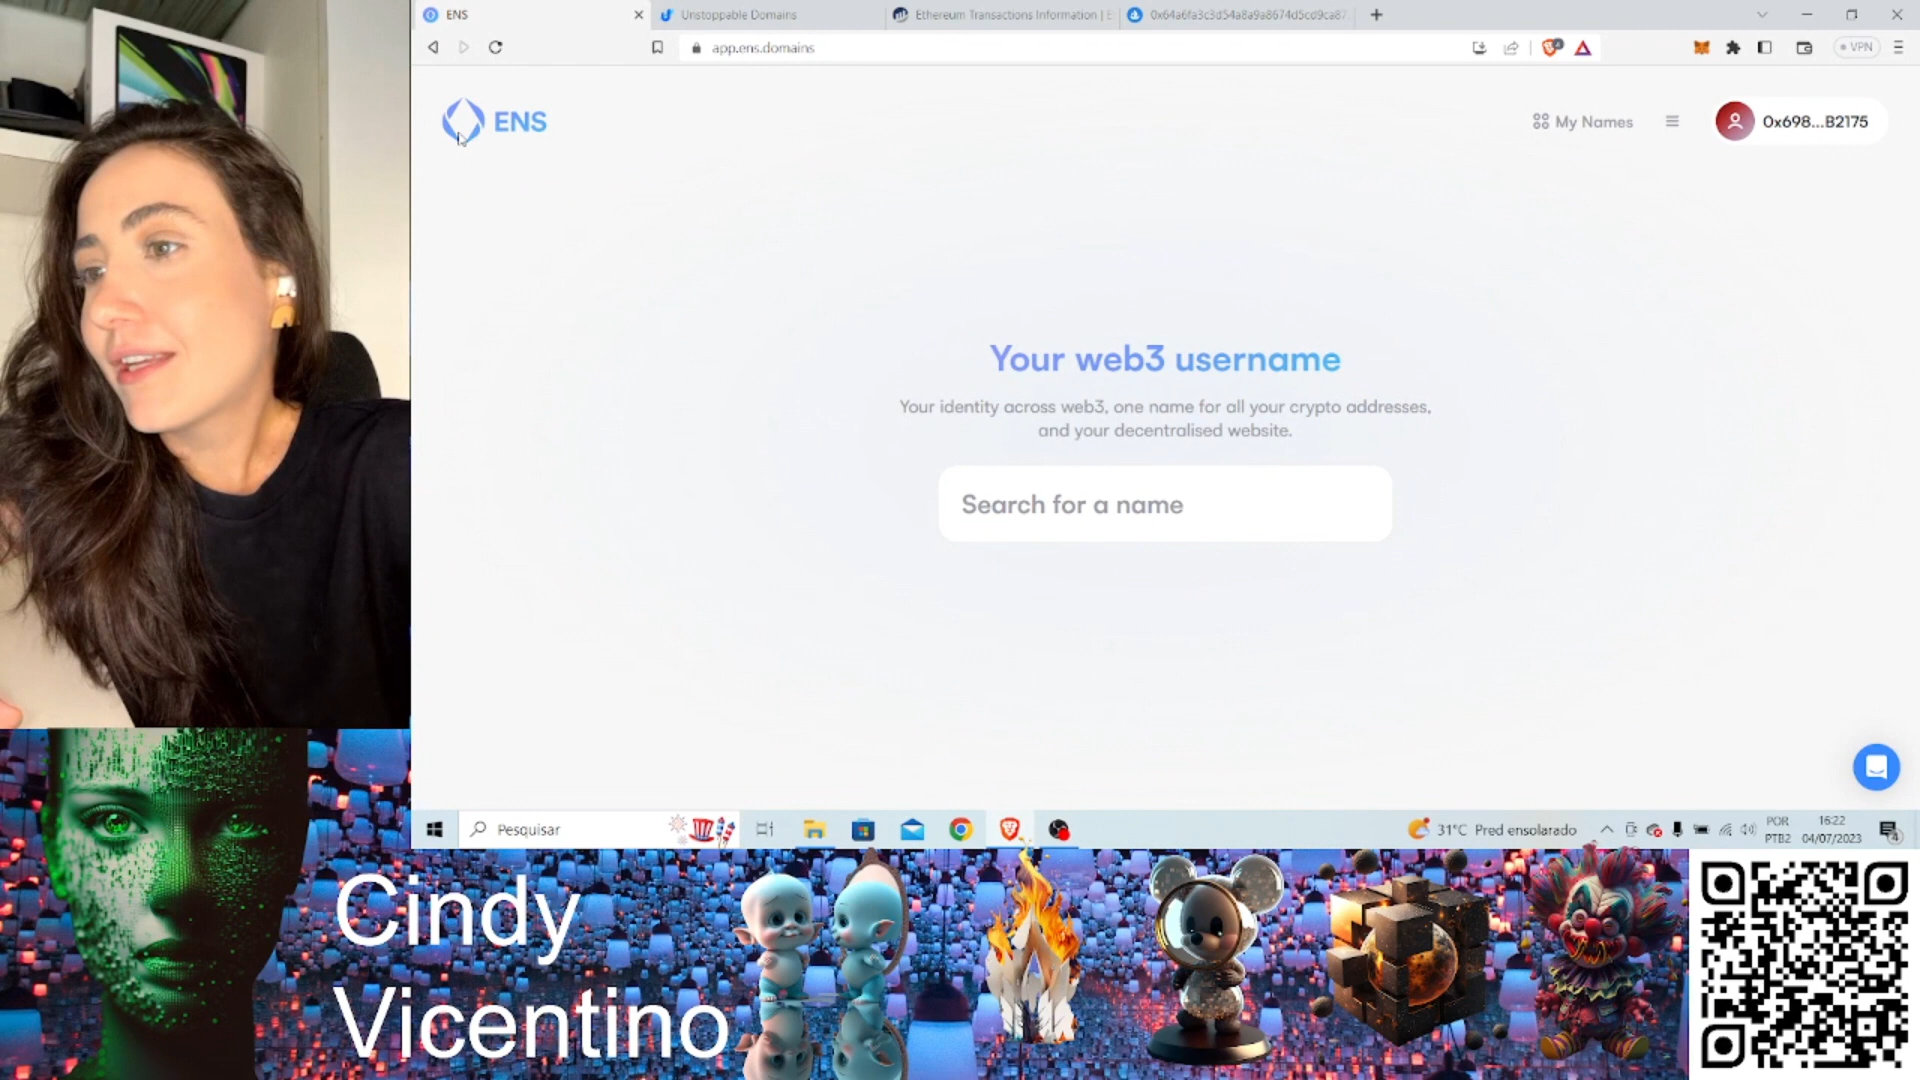 ENS
Unstoppable Domains
Ethereum Transactions Information | E
0x64a6fa3c3d54a8a9a8674d5cd9ca87
app.ens.domains
VPN
ENS
My Names
0x698...B2175
Your web3 username
Your identity across web3, one name for all your crypto addresses,
and your decentralised website.
Search for a name
Pesquisar
31°C Pred ensolarado
POR
PTB2
16:22
04/07/2023
4
Cindy
Vicentino